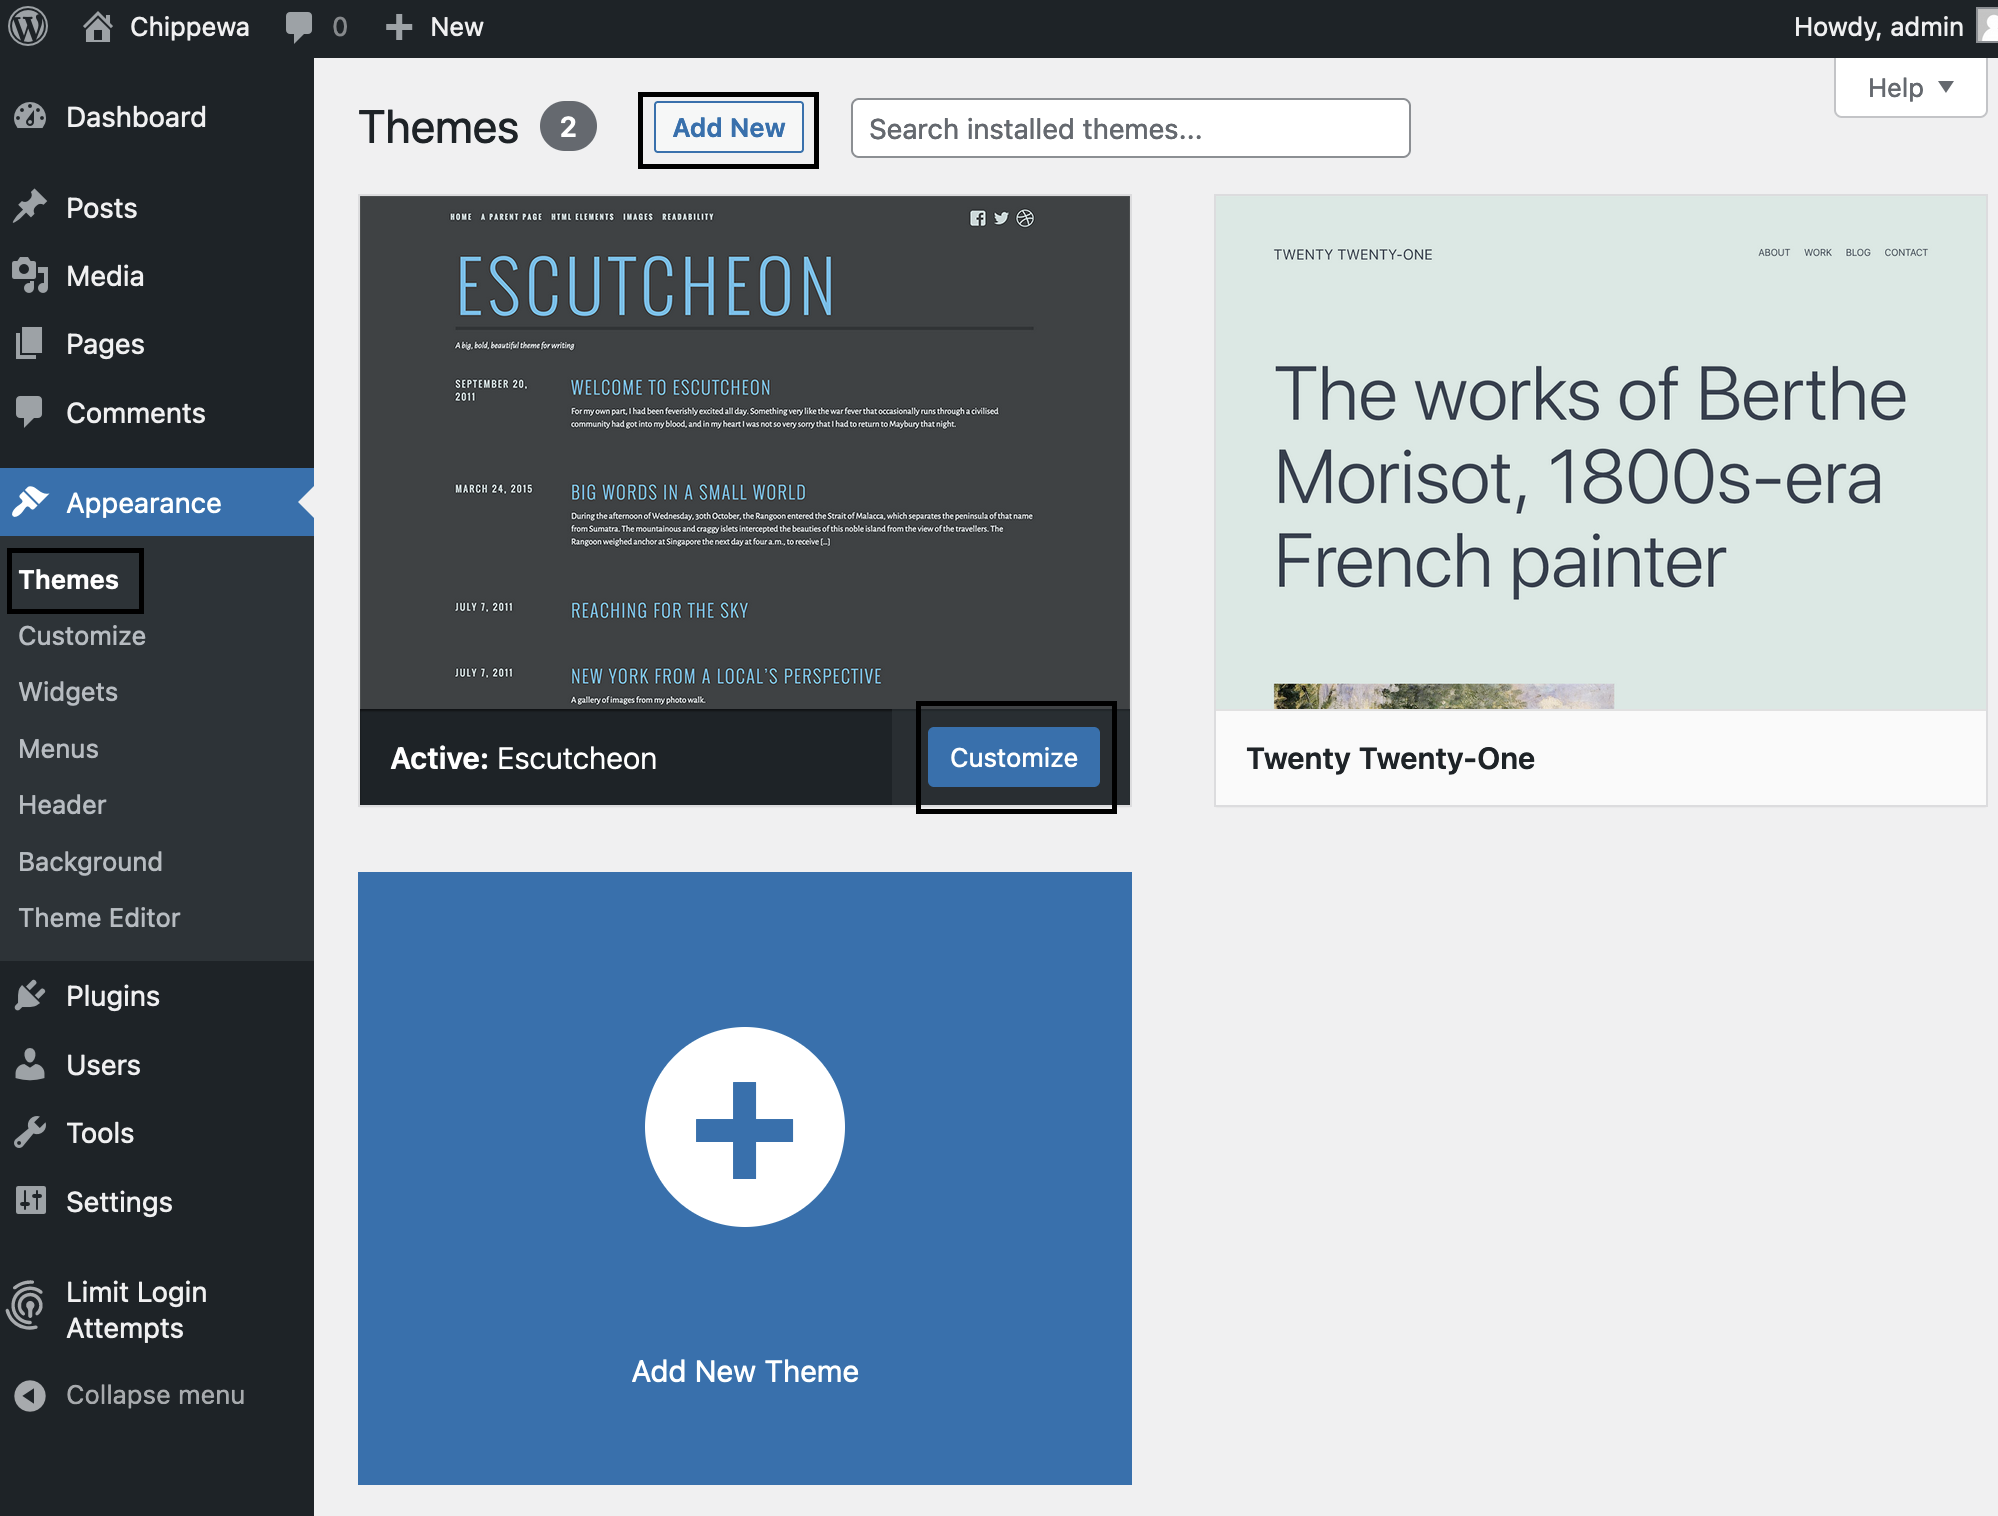 Chippewa
0
New
Howdy, admin
Help
Dashboard
Posts
Media
Pages
Comments
Appearance
Themes
Customize
Widgets
Menus
Header
Background
Theme Editor
Plugins
Users
Tools
Settings
Limit Login
Attempts
Collapse menu
Themes 2
Add New
Search installed themes...
HOME A PARENT PAGE HTML ELEMENTS IMAGES READABILITY
ESCUTCHEON
A big, bold, beautiful theme for writing
SEPTEMBER 20,
2011
WELCOME TO ESCUTCHEON
For my own part, I had been feverishly excited all day. Something very like the war fever that occasionally runs through a civilised
community had got into my blood, and in my heart I was not so very sorry that I had to return to Maybury that night.
MARCH 24, 2015
BIG WORDS IN A SMALL WORLD
During the afternoon of Wednesday, 30th October, the Rangoon entered the Strait of Malacca, which separates the peninsula of that name
from Sumatra. The mountainous and craggy islets intercepted the beauties of this noble island from the view of the travellers. The
Rangoon weighed anchor at Singapore the next day at four a.m., to receive [...]
JULY 7, 2011
REACHING FOR THE SKY
JULY 7, 2011
NEW YORK FROM A LOCAL'S PERSPECTIVE
A gallery of images from my photo walk.
Active: Escutcheon
Customize
TWENTY TWENTY-ONE
ABOUT WORK BLOG CONTACT
The works of Berthe
Morisot, 1800s-era
French painter
Twenty Twenty-One
Add New Theme